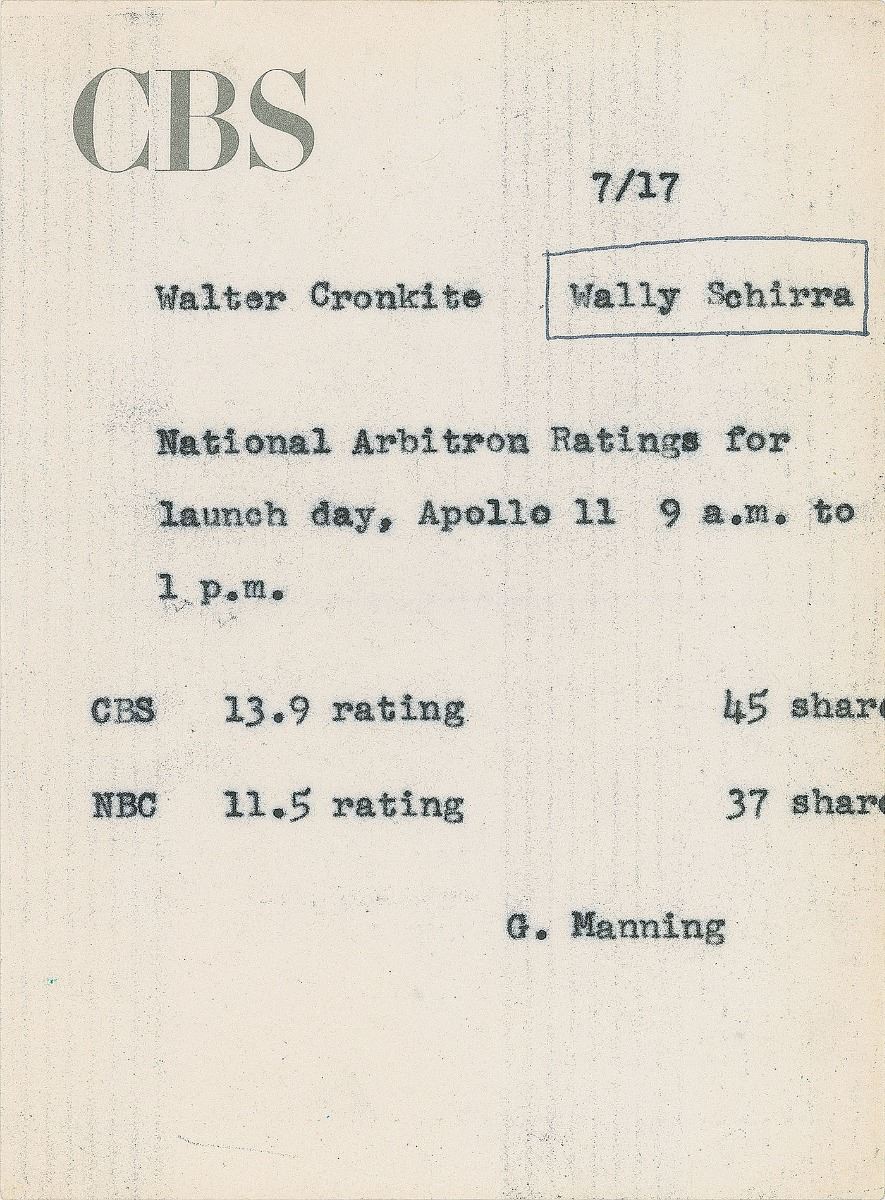 CBS
7/17
Walter Cronkite Wally Schirra
National Arbitron Ratings for
launch day, Apollo 11 9 a.m. to
1 p.m.
CBS 13.9 rating 45 share
NBC 11.5 rating 37 share
G. Manning